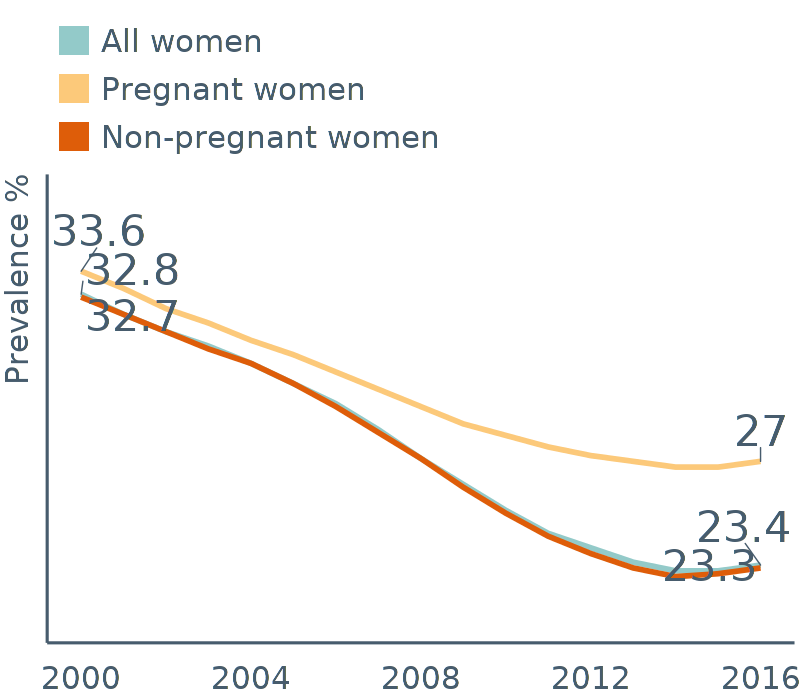 All women
Pregnant women
Non-pregnant women
Prevalence %
33.6
32.8
32.7
27
23.4
23.3
2000 2004 2008 2012 2016